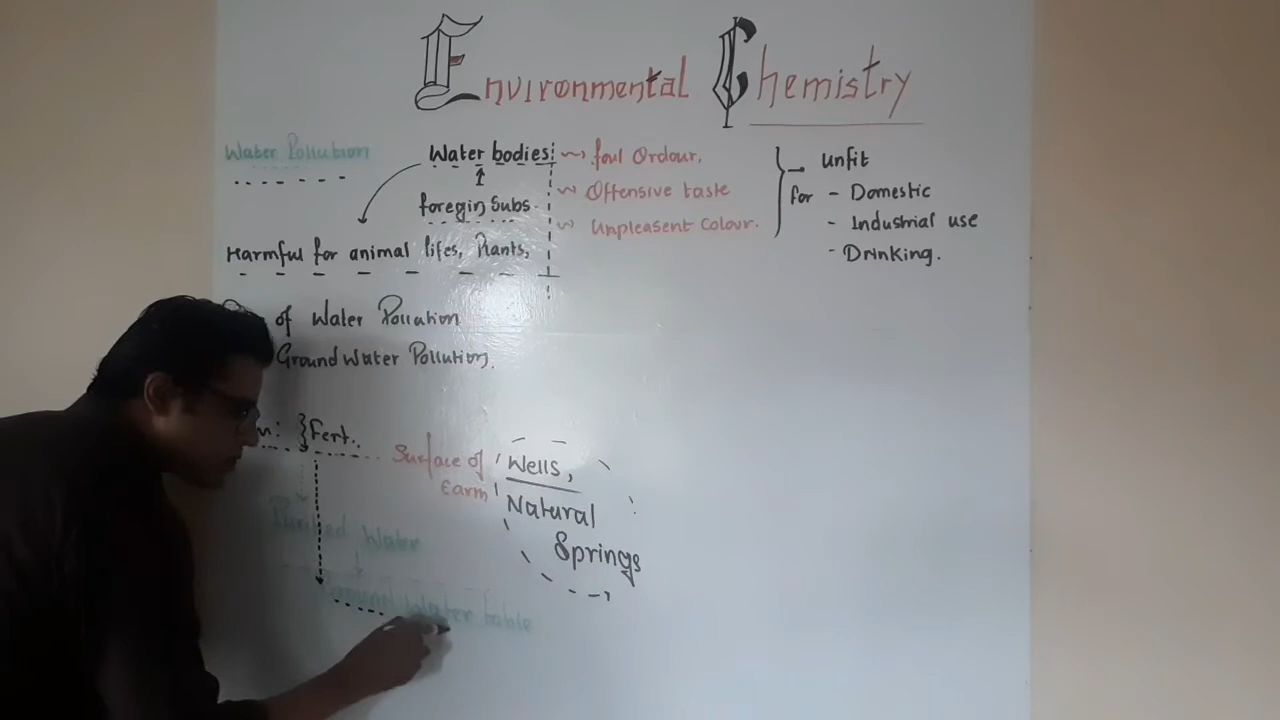 Environmental Chemistry
Water Pollution
Water bodies:
foul Ordour.
Offensive taste
Unpleasent Colour.
foregin Subs.
Harmful for animal lifes, Plants,
unfit
for - Domestic
- Industrial use
- Drinking.
of Water Pollution
Ground Water Pollution.
Fert..
Surface of
Earth
Wells,
Natural
Springs
Purified Water
Water table